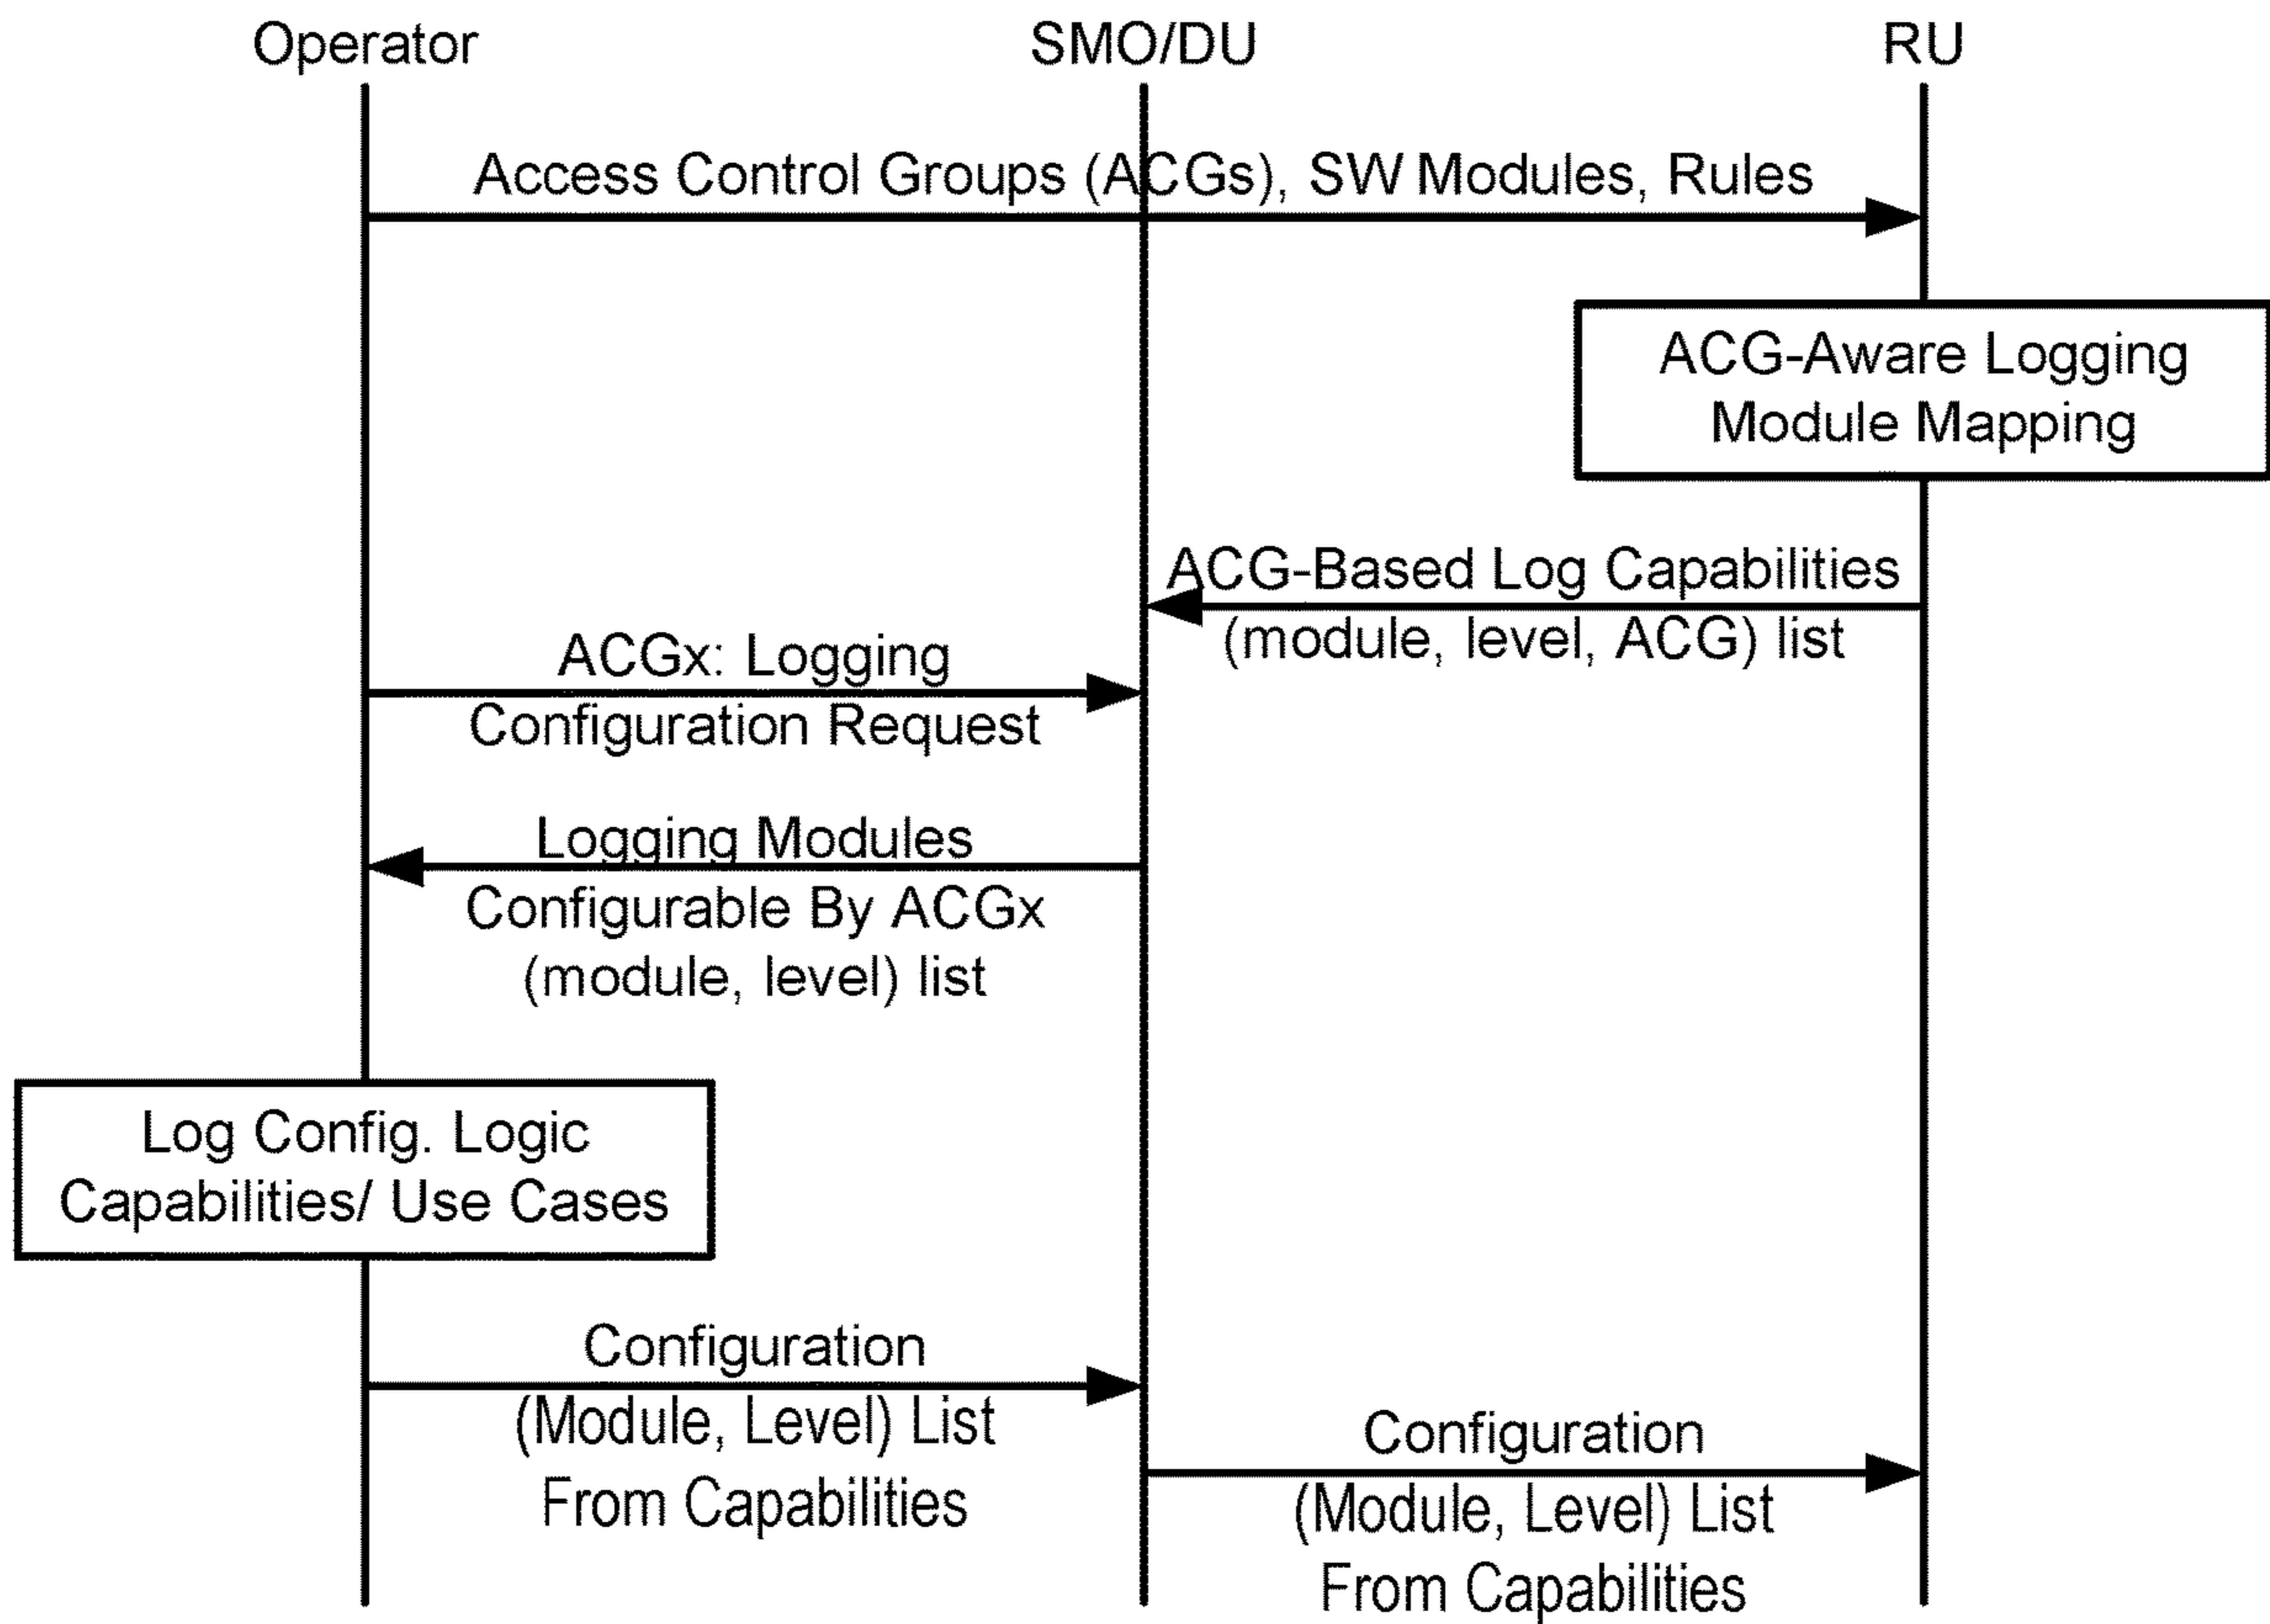 Operator
SMO/DU
RU
Access Control Groups (ACGs), SW Modules, Rules
ACG-Aware Logging
Module Mapping
ACG-Based Log Capabilities
(module, level, ACG) list
ACGx: Logging
Configuration Request
Logging Modules
Configurable By ACGx
(module, level) list
Log Config. Logic
Capabilities/ Use Cases
Configuration
(Module, Level) List
From Capabilities
Configuration
(Module, Level) List
From Capabilities